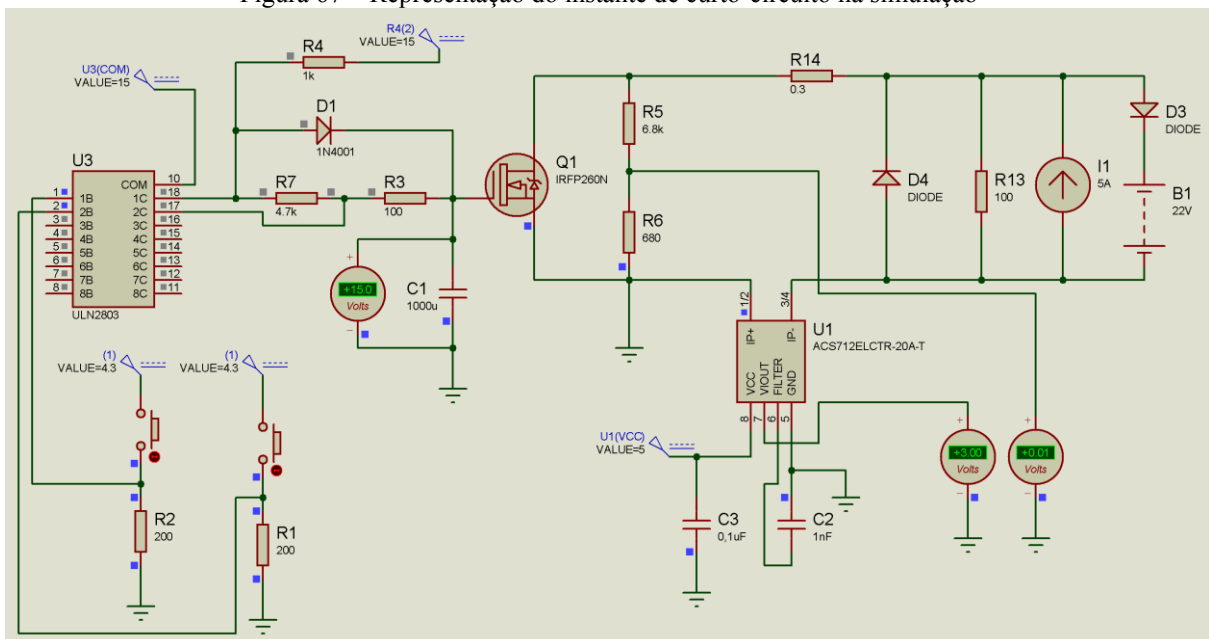 Figura 67 – Representação do instante de curto-circuito na simulação
R4(2)
VALUE=15
R4
1k
U3(COM)
VALUE=15
D1
1N4001
R14
0.3
R5
6.8k
D3
DIODE
U3
10
COM
1 1B 1C 18
2 2B 2C 17
3 3B 3C 16
4 4B 4C 15
5 5B 5C 14
6 6B 6C 13
7 7B 7C 12
8 8B 8C 11
ULN2803
R7
4.7k
R3
100
Q1
IRFP260N
D4
DIODE
R13
100
I1
5A
B1
22V
R6
680
+
+15.0
Volts
−
C1
1000u
1/2
3/4
IP+
IP-
U1
ACS712ELCTR-20A-T
VCC
VIOUT
FILTER
GND
8
7
6
5
(1)
VALUE=4.3
(1)
VALUE=4.3
U1(VCC)
VALUE=5
+
+3.00
Volts
−
+
+0.01
Volts
−
R2
200
R1
200
C3
0,1uF
C2
1nF